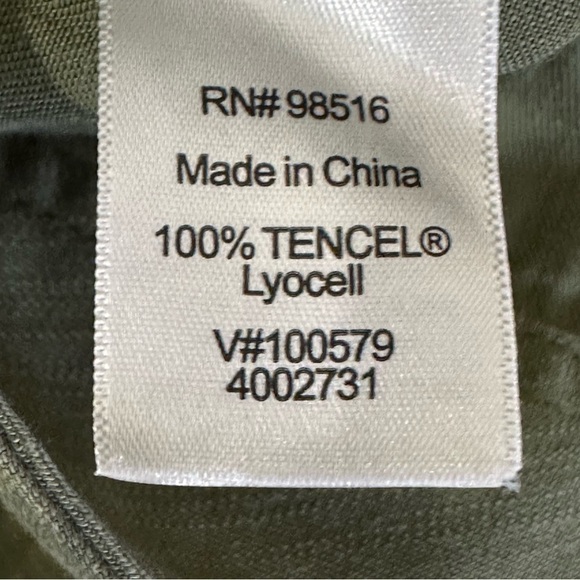 RN# 98516
Made in China
100% TENCEL®
Lyocell
V#100579
4002731